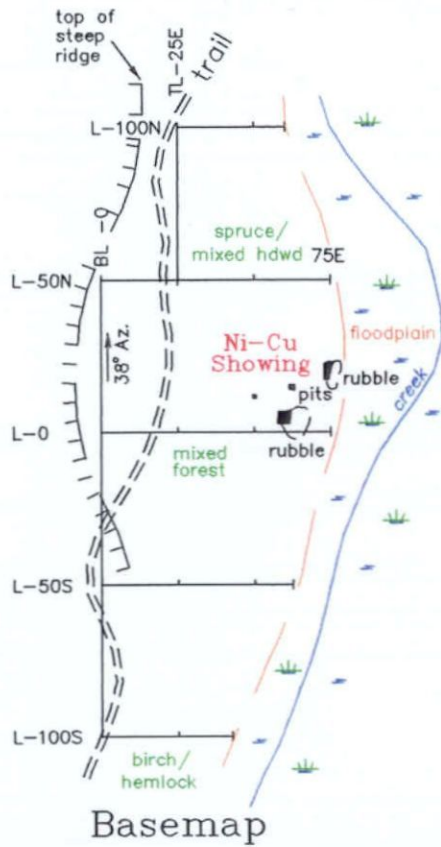 top of
steep
ridge
TL-25E
trail
L-100N
BL -0
spruce/
mixed hdwd
75E
L-50N
38° Az.
Ni-Cu
Showing
floodplain
rubble
pits
creek
L-0
rubble
mixed
forest
L-50S
L-100S
birch/
hemlock
Basemap